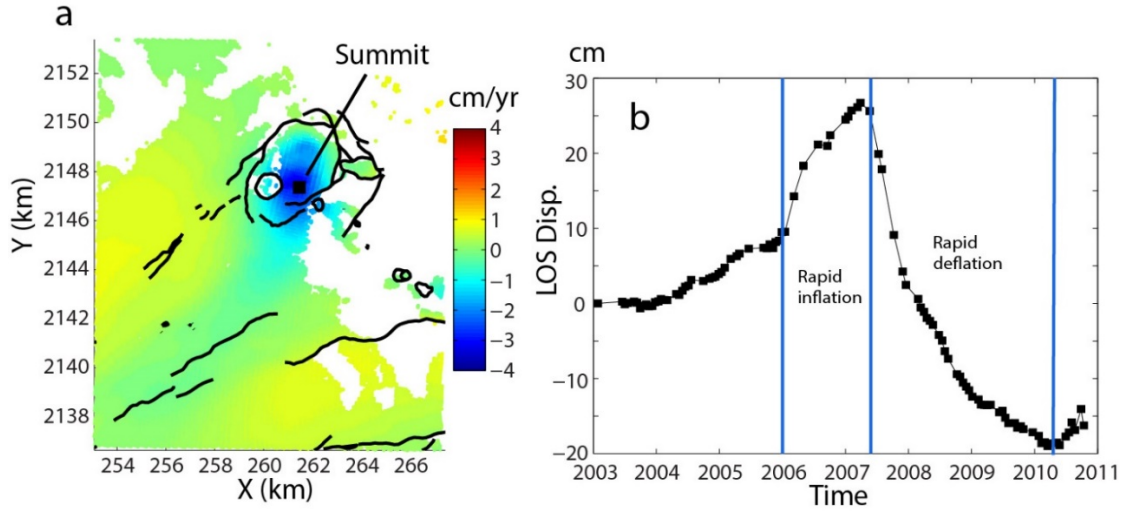 a
Summit
cm/yr
4
3
2
1
0
−1
−2
−3
−4
2152
2150
2148
2146
2144
2142
2140
2138
Y (km)
254 256 258 260 262 264 266
X (km)
cm
b
30
20
10
0
−10
−20
LOS Disp.
Rapid
inflation
Rapid
deflation
2003 2004 2005 2006 2007 2008 2009 2010 2011
Time